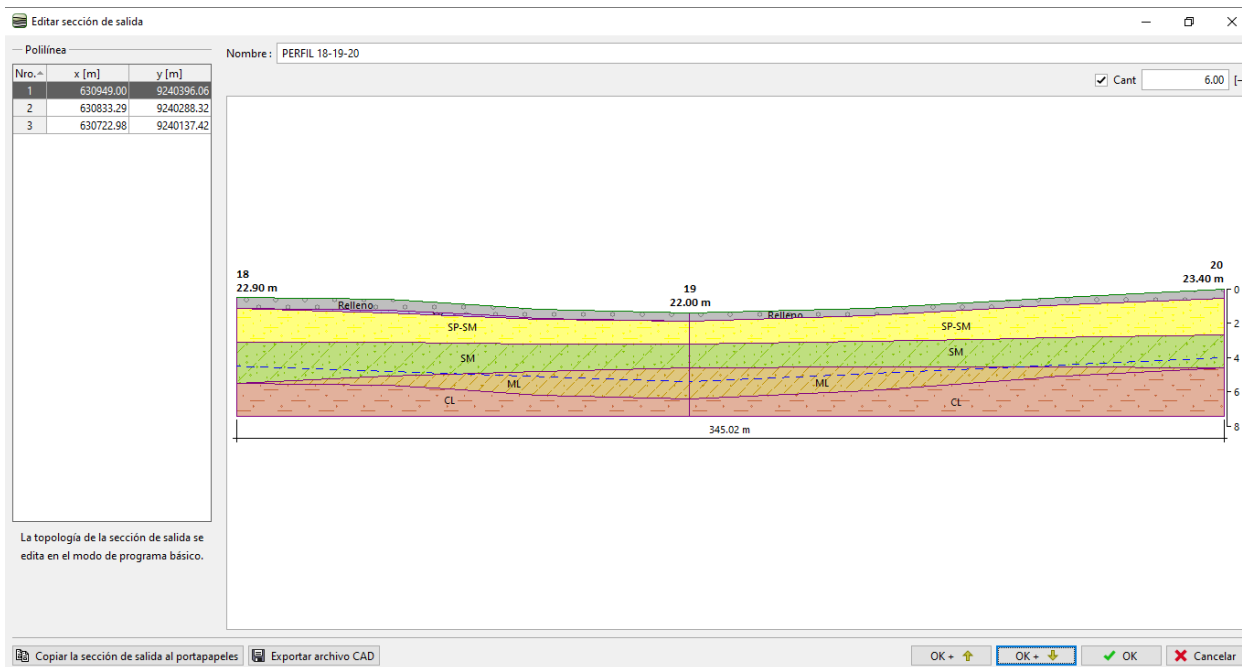 Editar sección de salida
Polilínea
Nro. x [m] y [m]
1 630949.00 9240396.06
2 630833.29 9240288.32
3 630722.98 9240137.42
La topología de la sección de salida se
edita en el modo de programa básico.
Nombre : PERFIL 18-19-20
Cant 6.00 [–
18
22.90 m
19
22.00 m
20
23.40 m
0
2
4
6
8
Relleno
Relleno
SP-SM
SP-SM
SM
SM
ML
ML
CL
CL
345.02 m
Copiar la sección de salida al portapapeles
Exportar archivo CAD
OK +
OK +
OK
Cancelar